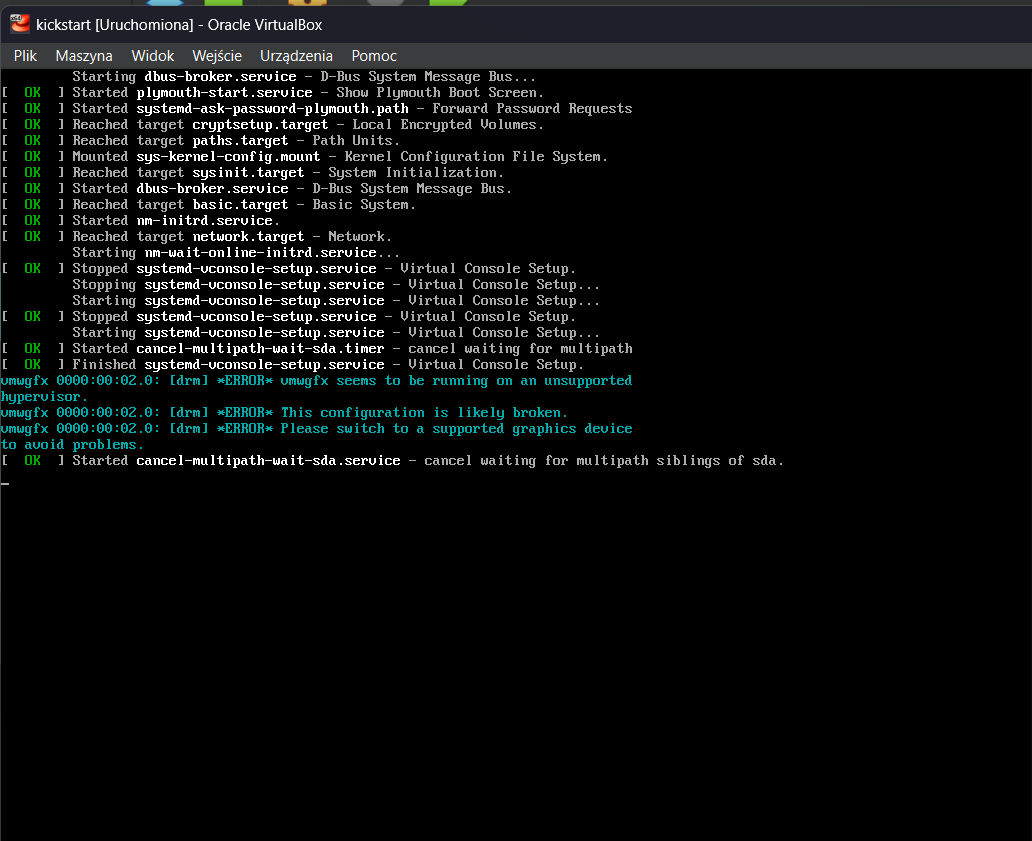 kickstart [Uruchomiona] - Oracle VirtualBox
Plik Maszyna Widok Wejście Urządzenia Pomoc
Starting dbus-broker.service - D-Bus System Message Bus...
[ OK ] Started plymouth-start.service - Show Plymouth Boot Screen.
[ OK ] Started systemd-ask-password-plymouth.path - Forward Password Requests
[ OK ] Reached target cryptsetup.target - Local Encrypted Volumes.
[ OK ] Reached target paths.target - Path Units.
[ OK ] Mounted sys-kernel-config.mount - Kernel Configuration File System.
[ OK ] Reached target sysinit.target - System Initialization.
[ OK ] Started dbus-broker.service - D-Bus System Message Bus.
[ OK ] Reached target basic.target - Basic System.
[ OK ] Started nm-initrd.service.
[ OK ] Reached target network.target - Network.
Starting nm-wait-online-initrd.service...
[ OK ] Stopped systemd-vconsole-setup.service - Virtual Console Setup.
Stopping systemd-vconsole-setup.service - Virtual Console Setup...
Starting systemd-vconsole-setup.service - Virtual Console Setup...
[ OK ] Stopped systemd-vconsole-setup.service - Virtual Console Setup.
Starting systemd-vconsole-setup.service - Virtual Console Setup...
[ OK ] Started cancel-multipath-wait-sda.timer - cancel waiting for multipath
[ OK ] Finished systemd-vconsole-setup.service - Virtual Console Setup.
vmwgfx 0000:00:02.0: [drm] *ERROR* vmwgfx seems to be running on an unsupported
hypervisor.
vmwgfx 0000:00:02.0: [drm] *ERROR* This configuration is likely broken.
vmwgfx 0000:00:02.0: [drm] *ERROR* Please switch to a supported graphics device
to avoid problems.
[ OK ] Started cancel-multipath-wait-sda.service - cancel waiting for multipath siblings of sda.